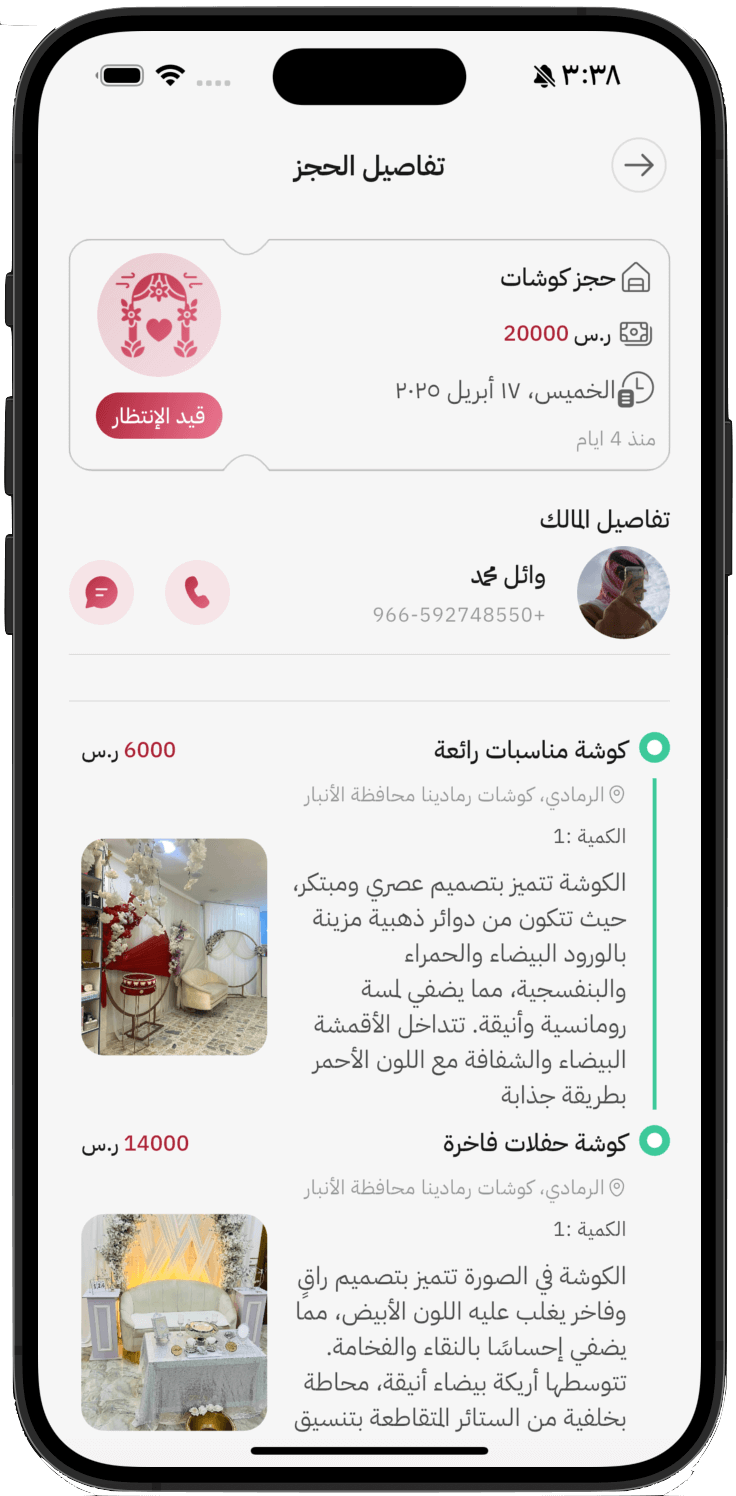 ٣:٣٨
تفاصيل الحجز
حجز كوشات
20000 ر.س
الخميس، ١٧ أبريل ٢٠٢٥
منذ 4 ايام
قيد الإنتظار
تفاصيل المالك
وائل محمد
966-592748550+
كوشة مناسبات رائعة
6000 ر.س
الرمادي، كوشات رمادينا محافظة الأنبار
الكمية :1
الكوشة تتميز بتصميم عصري ومبتكر،
حيث تتكون من دوائر ذهبية مزينة
بالورود البيضاء والحمراء
والبنفسجية، مما يضفي لمسة
رومانسية وأنيقة. تتداخل الأقمشة
البيضاء والشفافة مع اللون الأحمر
بطريقة جذابة
كوشة حفلات فاخرة
14000 ر.س
الرمادي، كوشات رمادينا محافظة الأنبار
الكمية :1
الكوشة في الصورة تتميز بتصميم راقٍ
وفاخر يغلب عليه اللون الأبيض، مما
يضفي إحساسًا بالنقاء والفخامة.
تتوسطها أريكة بيضاء أنيقة، محاطة
بخلفية من الستائر المتقاطعة بتنسيق